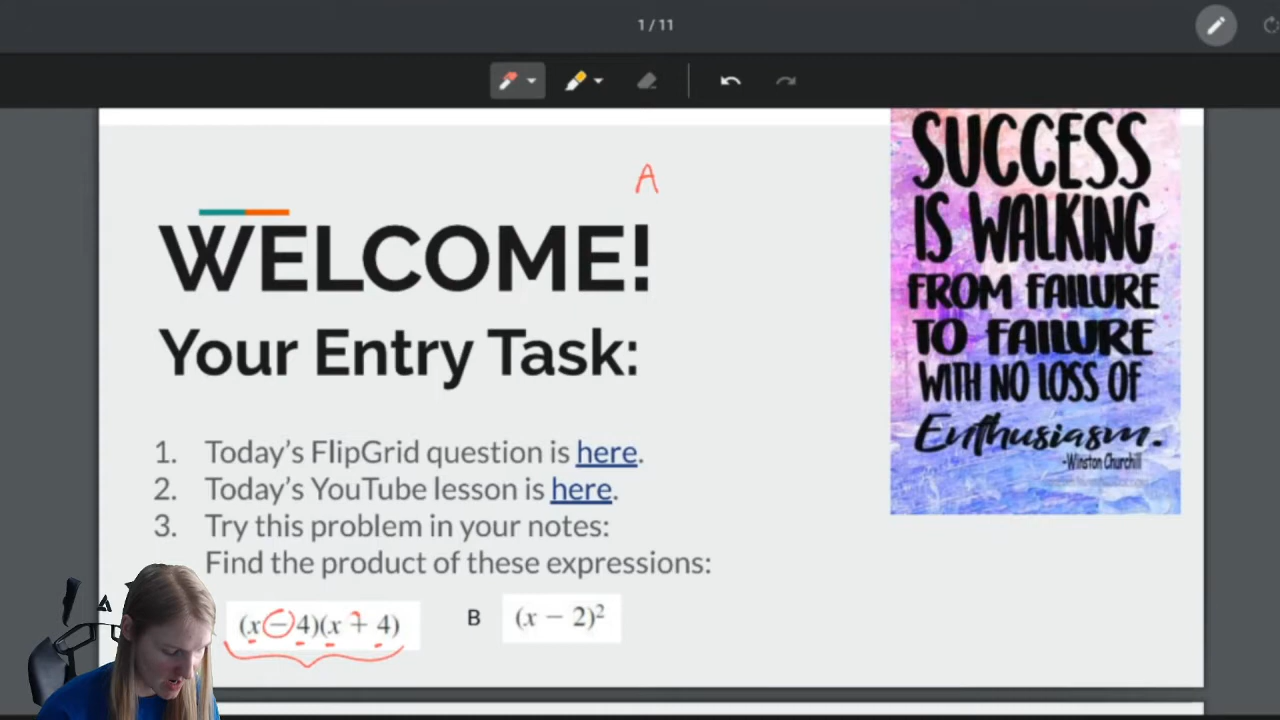 1 / 11
A
WELCOME!
Your Entry Task:
1. Today's FlipGrid question is here.
2. Today's YouTube lesson is here.
3. Try this problem in your notes:
Find the product of these expressions:
A (x − 4)(x + 4) B (x − 2)²
SUCCESS
IS WALKING
FROM FAILURE
TO FAILURE
WITH NO LOSS OF
Enthusiasm.
-Winston Churchill